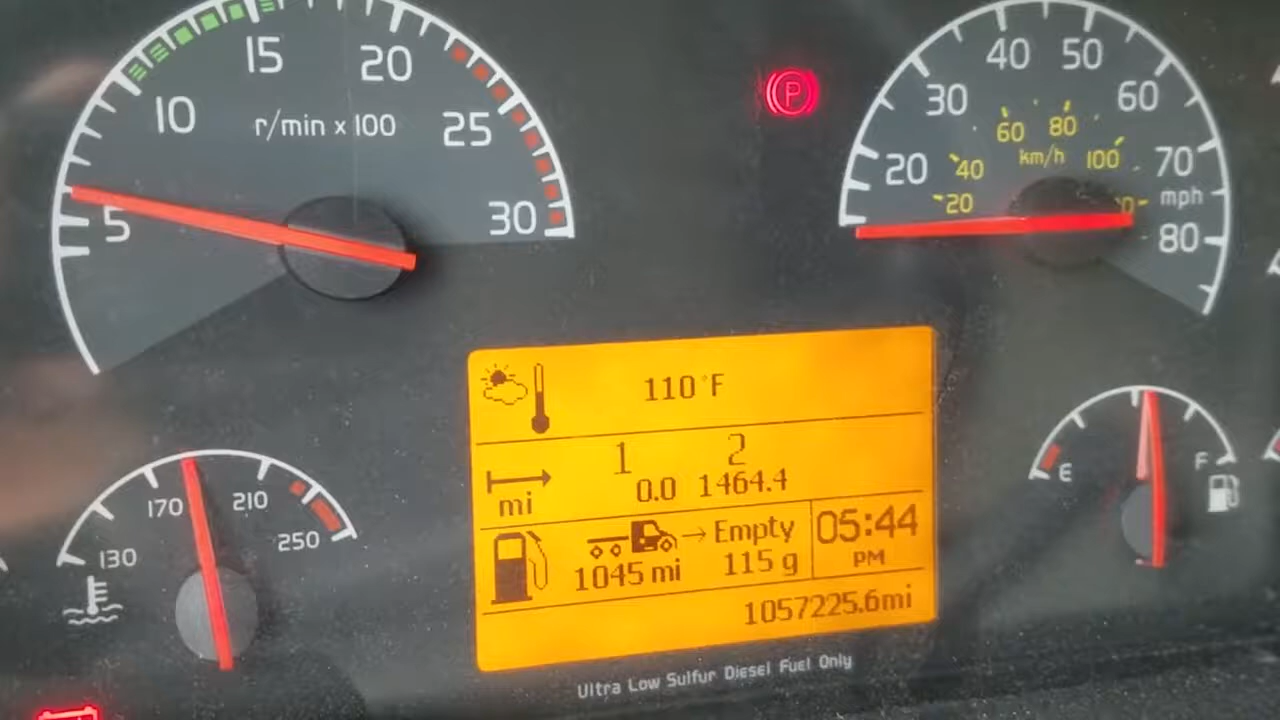 5
10
15
20
25
30
r/min x 100
P
20
30
40
50
60
70
80
mph
20
40
60
80
100
km/h
130
170
210
250
110°F
1 2
mi 0.0 1464.4
Empty
1045 mi 115 g
05:44
PM
1057225.6mi
E
F
Ultra Low Sulfur Diesel Fuel Only